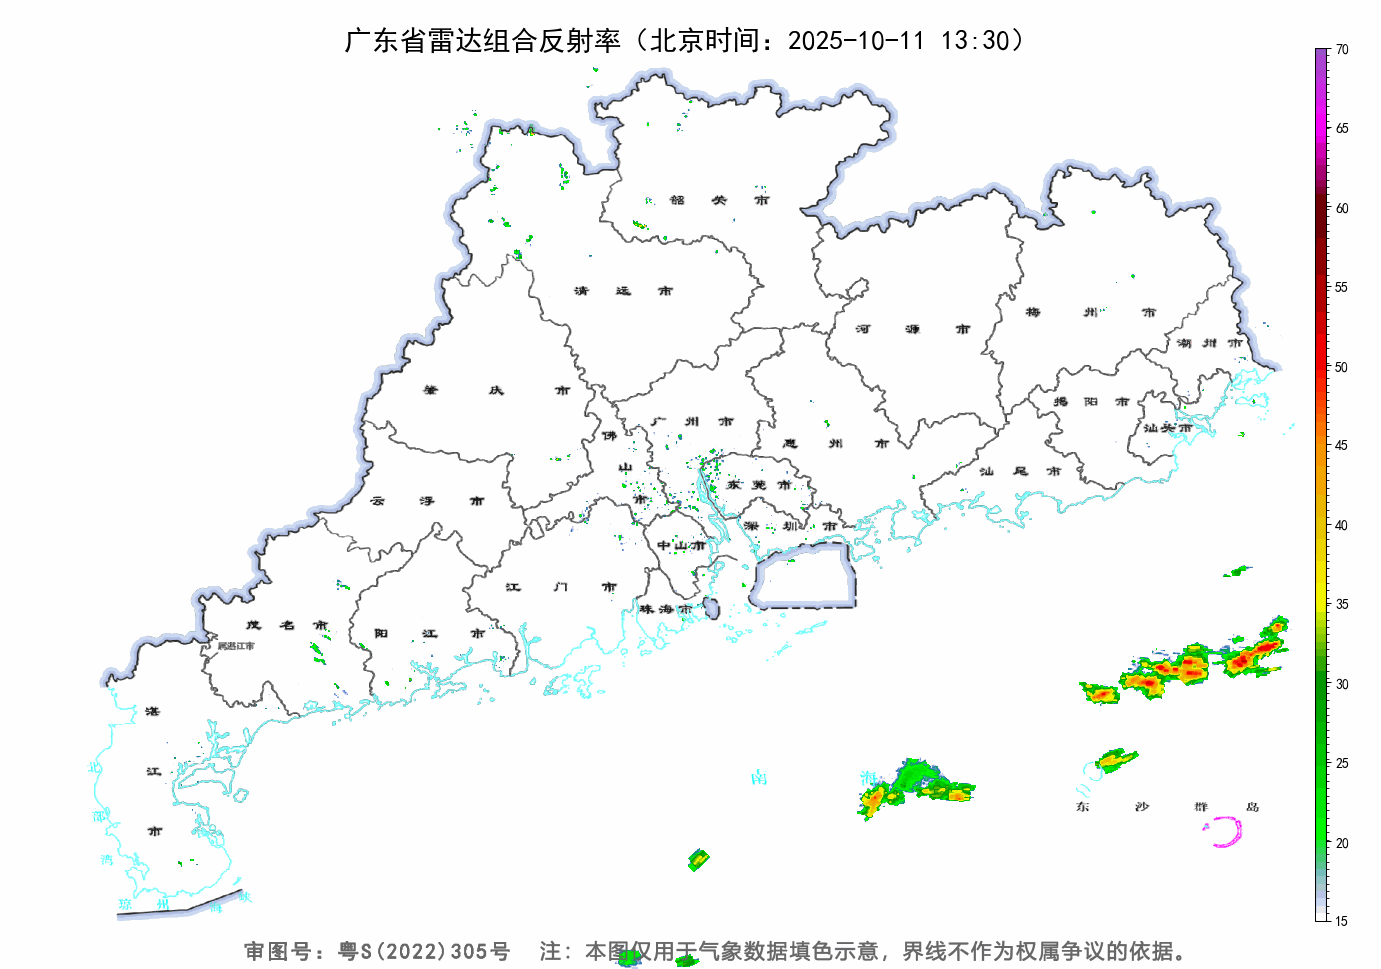 广东省雷达组合反射率（北京时间：2025-10-11 13:30）
70
65
60
55
50
45
40
35
30
25
20
15
韶关市
清远市
梅州市
河源市
潮州市
肇庆市
揭阳市
广州市
汕头市
佛山市
惠州市
汕尾市
东莞市
云浮市
深圳市
中山市
江门市
珠海市
茂名市
阳江市
属湛江市
湛江市
南海
东沙群岛
北部湾
琼州海峡
审图号：粤S(2022)305号 注：本图仅用于气象数据填色示意，界线不作为权属争议的依据。